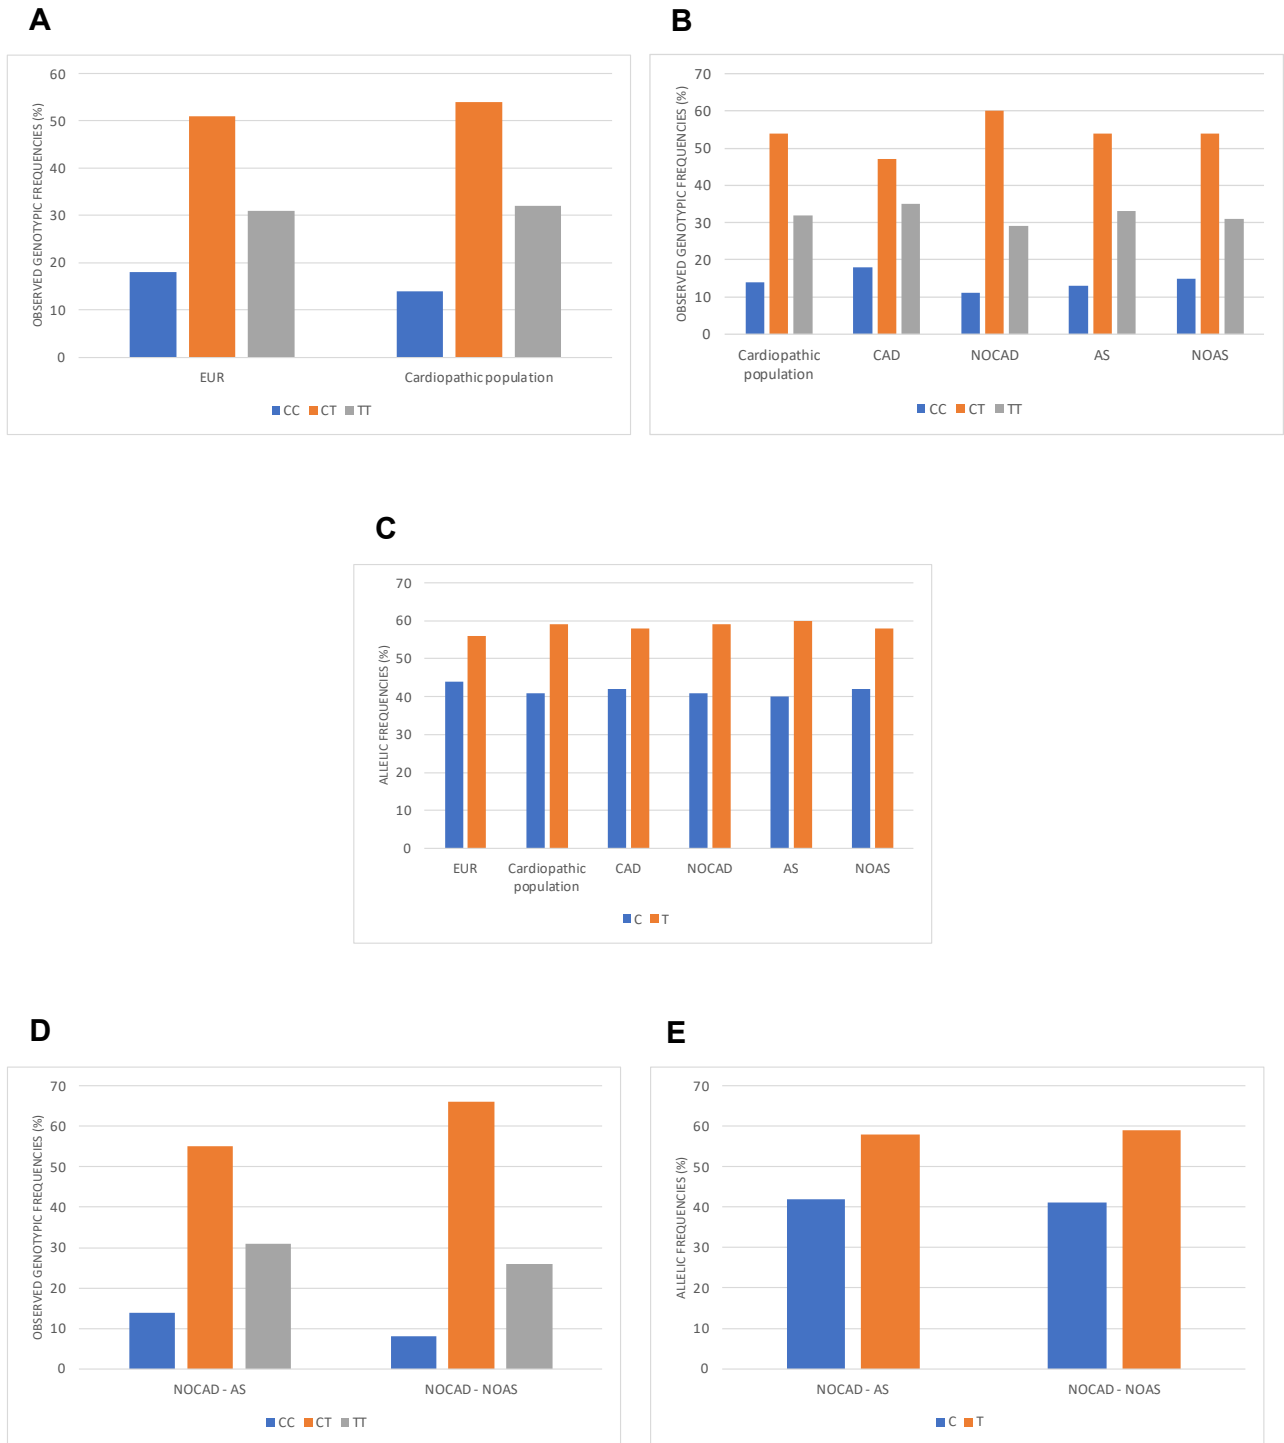 A
OBSERVED GENOTYPIC FREQUENCIES (%)
60
50
40
30
20
10
0
EUR
Cardiopathic population
CC CT TT
B
OBSERVED GENOTYPIC FREQUENCIES (%)
70
60
50
40
30
20
10
0
Cardiopathic
population
CAD
NOCAD
AS
NOAS
CC CT TT
C
ALLELIC FREQUENCIES (%)
70
60
50
40
30
20
10
0
EUR
Cardiopathic
population
CAD
NOCAD
AS
NOAS
C T
D
OBSERVED GENOTYPIC FREQUENCIES (%)
70
60
50
40
30
20
10
0
NOCAD - AS
NOCAD - NOAS
CC CT TT
E
ALLELIC FREQUENCIES (%)
70
60
50
40
30
20
10
0
NOCAD - AS
NOCAD - NOAS
C T